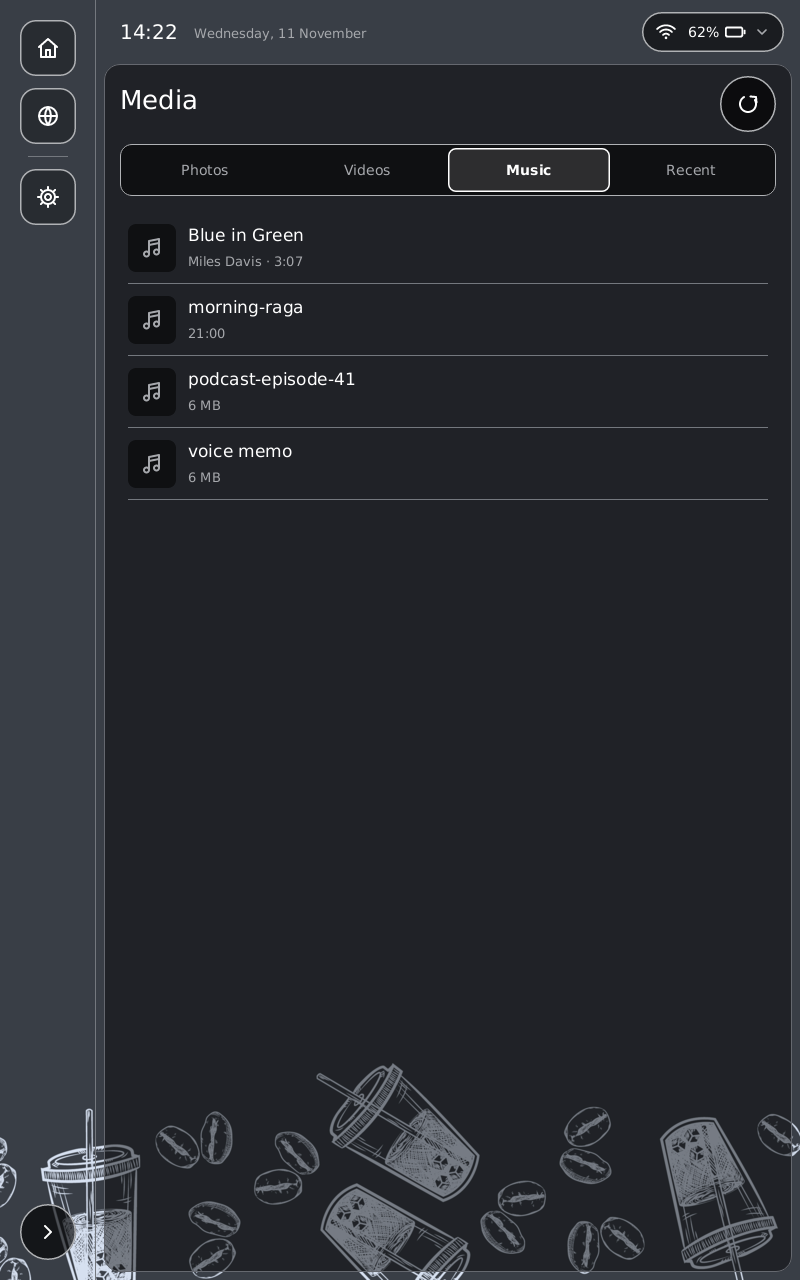 14:22 Wednesday, 11 November 62%
Media
Photos Videos Music Recent
Blue in Green
Miles Davis · 3:07
morning-raga
21:00
podcast-episode-41
6 MB
voice memo
6 MB